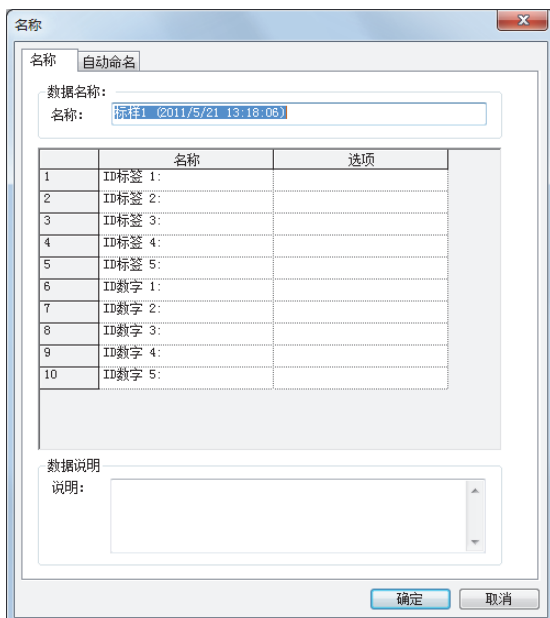 名称
名称 自动命名
数据名称:
名称: 标样1 (2011/5/21 13:18:06)
名称 选项
1 ID标签 1:
2 ID标签 2:
3 ID标签 3:
4 ID标签 4:
5 ID标签 5:
6 ID数字 1:
7 ID数字 2:
8 ID数字 3:
9 ID数字 4:
10 ID数字 5:
数据说明
说明:
确定 取消